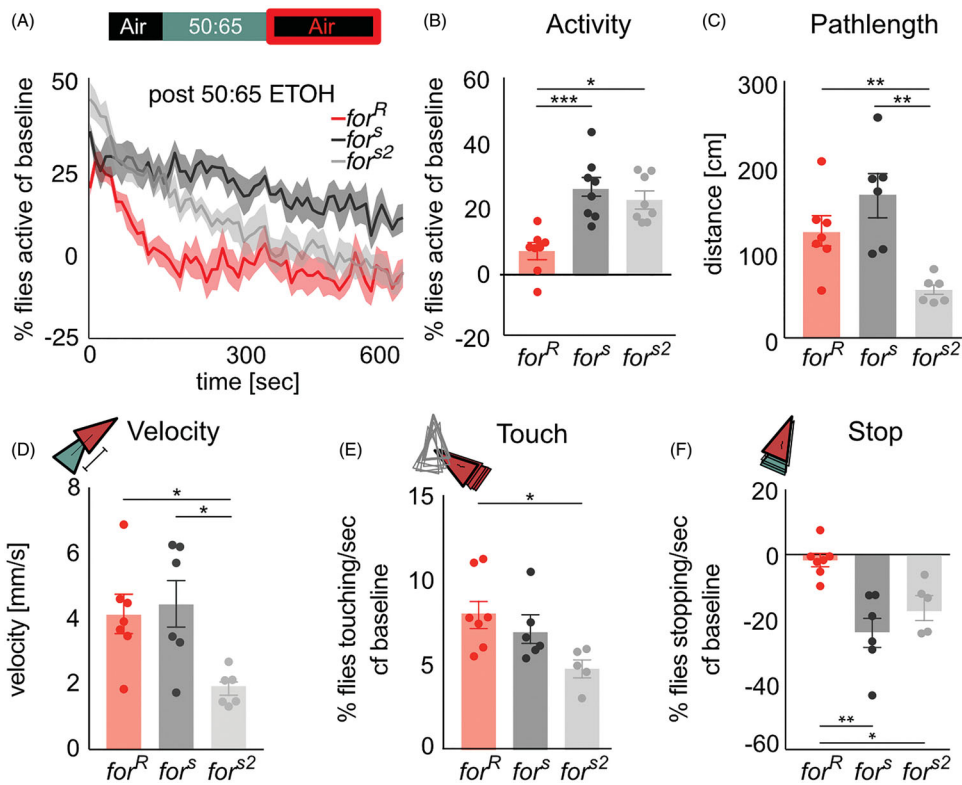 (A)
Air 50:65 Air
% flies active cf baseline
50
25
0
-25
post 50:65 ETOH
for^R
for^s
for^s2
0 300 600
time [sec]
(B) Activity
% flies active cf baseline
60
40
20
0
-20
*
***
for^R for^s for^s2
(C) Pathlength
distance [cm]
300
200
100
0
**
**
for^R for^s for^s2
(D) Velocity
velocity [mm/s]
8
6
4
2
0
*
*
for^R for^s for^s2
(E) Touch
% flies touching/sec
cf baseline
15
10
5
0
*
for^R for^s for^s2
(F) Stop
% flies stopping/sec
cf baseline
20
0
-20
-40
-60
**
*
for^R for^s for^s2